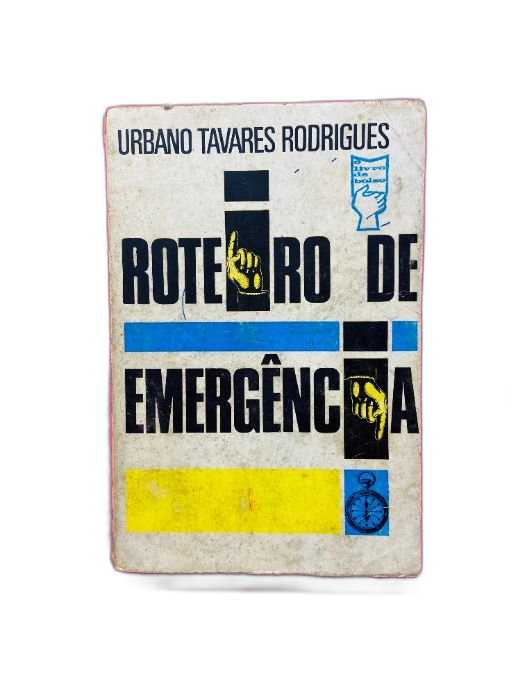 URBANO TAVARES RODRIGUES
o
livro
de
bolso
ROTEIRO DE
EMERGÊNCIA